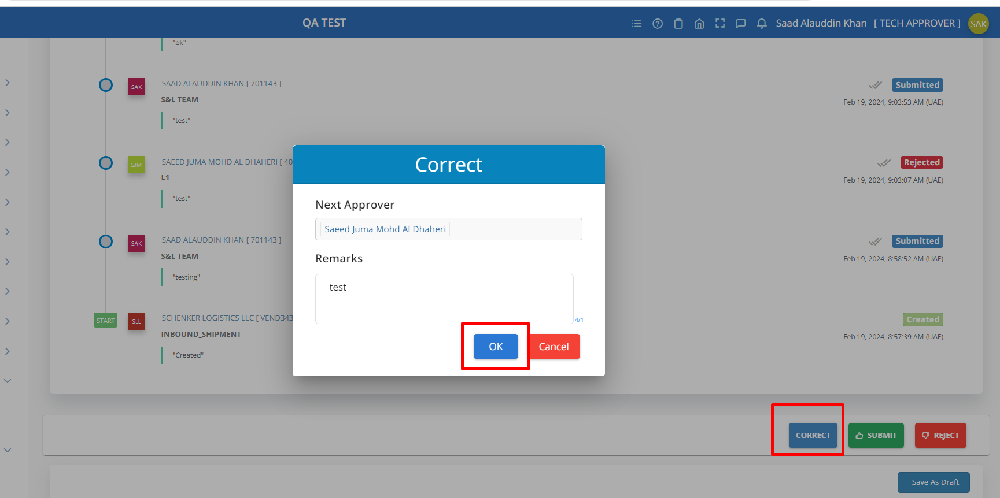 QA TEST
Saad Alauddin Khan [ TECH APPROVER ]
SAK
"ok"
SAK
SAAD ALAUDDIN KHAN [ 701143 ]
Submitted
S&L TEAM
Feb 19, 2024, 9:03:53 AM (UAE)
"test"
SJM
SAEED JUMA MOHD AL DHAHERI [ 40
Rejected
L1
Feb 19, 2024, 9:03:07 AM (UAE)
"test"
SAK
SAAD ALAUDDIN KHAN [ 701143 ]
Submitted
S&L TEAM
Feb 19, 2024, 8:58:52 AM (UAE)
"testing"
START
SLL
SCHENKER LOGISTICS LLC [ VEND343
Created
INBOUND_SHIPMENT
Feb 19, 2024, 8:57:39 AM (UAE)
"Created"
Correct
Next Approver
Saeed Juma Mohd Al Dhaheri
Remarks
test
4/1
OK
Cancel
CORRECT
SUBMIT
REJECT
Save As Draft